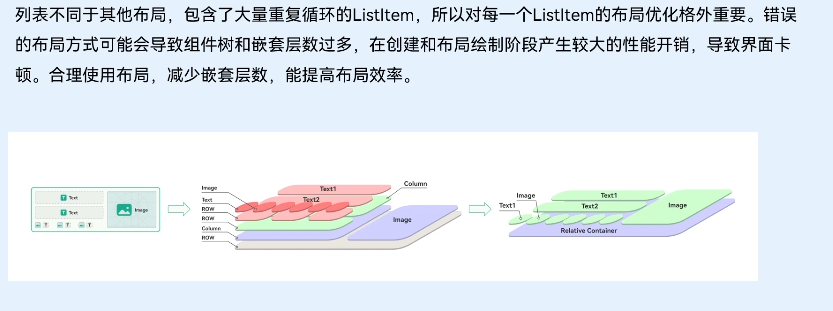 列表不同于其他布局，包含了大量重复循环的ListItem，所以对每一个ListItem的布局优化格外重要。错误
的布局方式可能会导致组件树和嵌套层数过多，在创建和布局绘制阶段产生较大的性能开销，导致界面卡
顿。合理使用布局，减少嵌套层数，能提高布局效率。
T Text
T Text
Image
T
T
T
Image
Text
ROW
ROW
Column
ROW
Text1
Text2
Column
Image
Text1
Image
Text1
Text2
Image
Relative Container